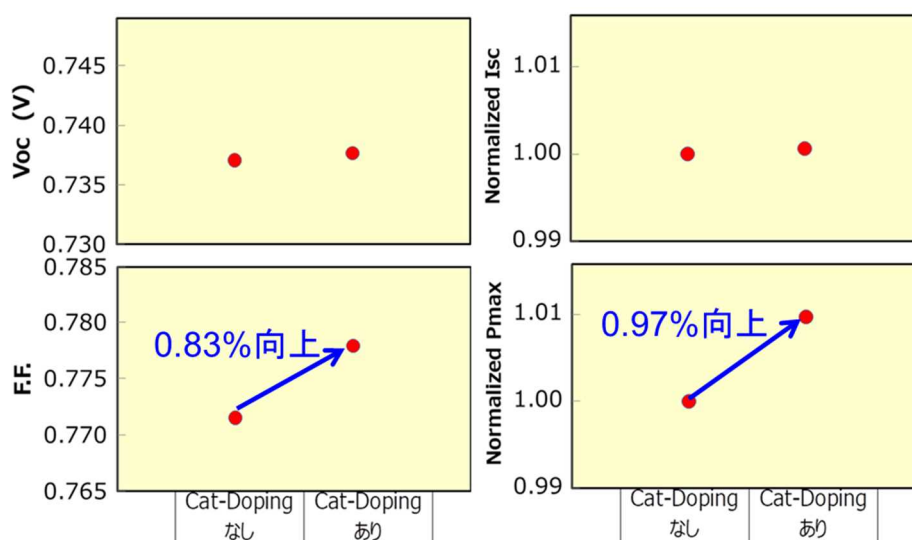 Voc (V)
0.745
0.740
0.735
0.730
Normalized Isc
1.01
1.00
0.99
F.F.
0.785
0.780
0.775
0.770
0.765
0.83%向上
Normalized Pmax
1.01
1.00
0.99
0.97%向上
Cat-Doping
なし
Cat-Doping
あり
Cat-Doping
なし
Cat-Doping
あり